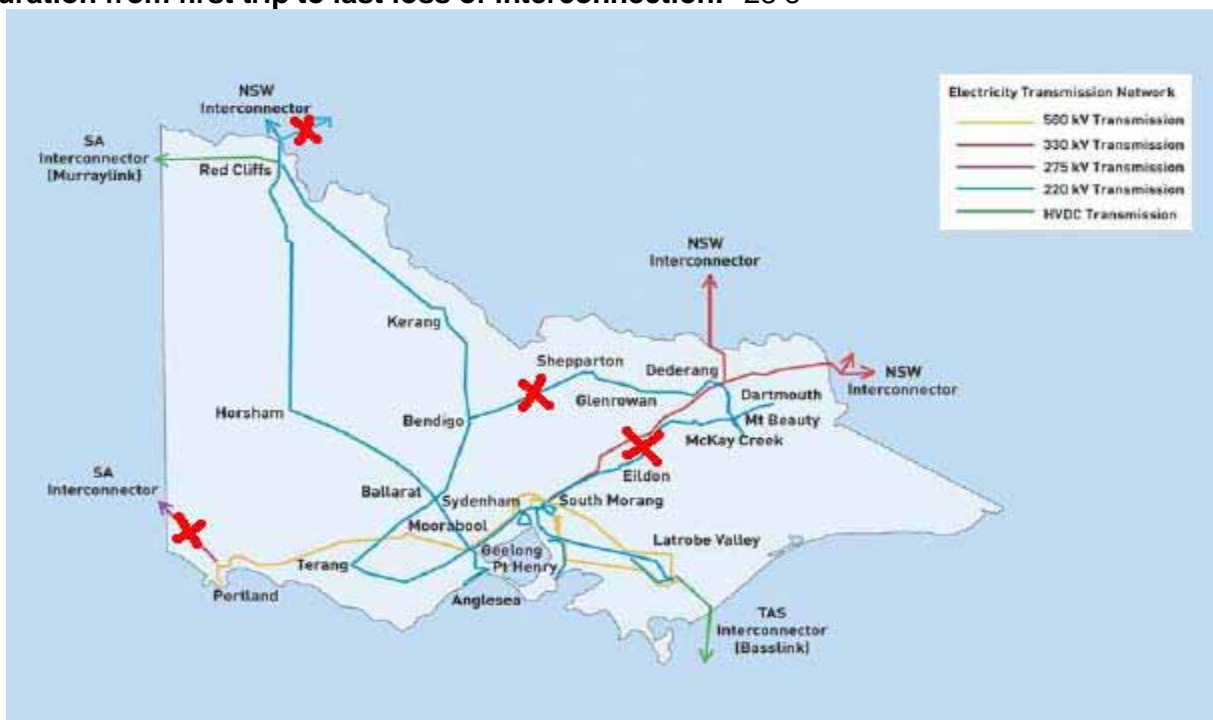 duration from first trip to last loss of interconnection: 28 s
NSW
Interconnector
SA
Interconnector
(Murraylink)
Red Cliffs
Electricity Transmission Network
500 kV Transmission
330 kV Transmission
275 kV Transmission
220 kV Transmission
HVDC Transmission
NSW
Interconnector
Kerang
Shepparton
Dederang
NSW
Interconnector
Glenrowan
Dartmouth
Horsham
Bendigo
Mt Beauty
McKay Creek
SA
Interconnector
Eildon
Ballarat
Sydenham
South Morang
Moorabool
Latrobe Valley
Geelong
Terang
Pt Henry
Portland
Anglesea
TAS
Interconnector
(Basslink)